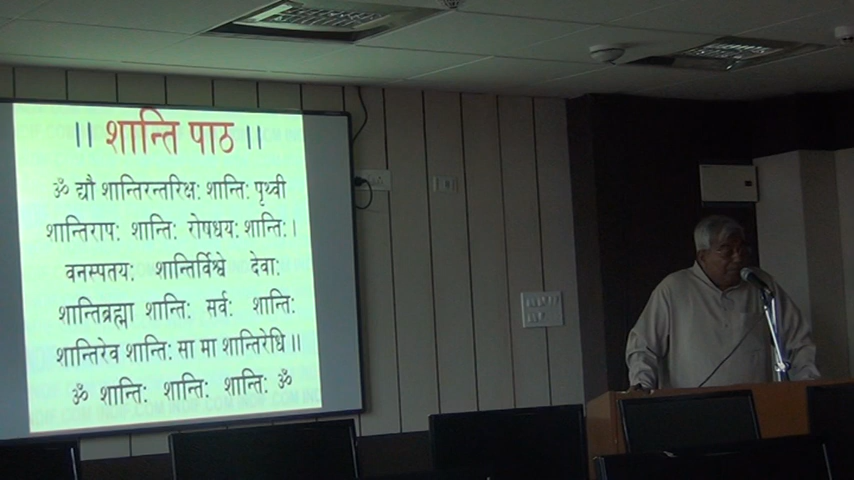 ॥ शान्ति पाठ ॥
ॐ द्यौ शान्तिरन्तरिक्षः शान्तिः पृथ्वी
शान्तिरापः शान्तिः रोषधयः शान्तिः।
वनस्पतयः शान्तिर्विश्वे देवाः
शान्तिब्रह्मा शान्तिः सर्वः शान्तिः
शान्तिरेव शान्तिः सा मा शान्तिरेधि॥
ॐ शान्तिः शान्तिः शान्तिः ॐ